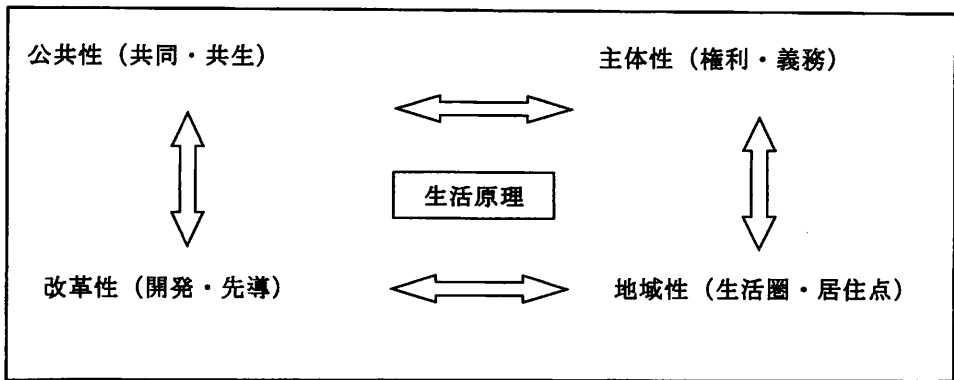 公共性（共同・共生）
主体性（権利・義務）
生活原理
改革性（開発・先導）
地域性（生活圏・居住点）